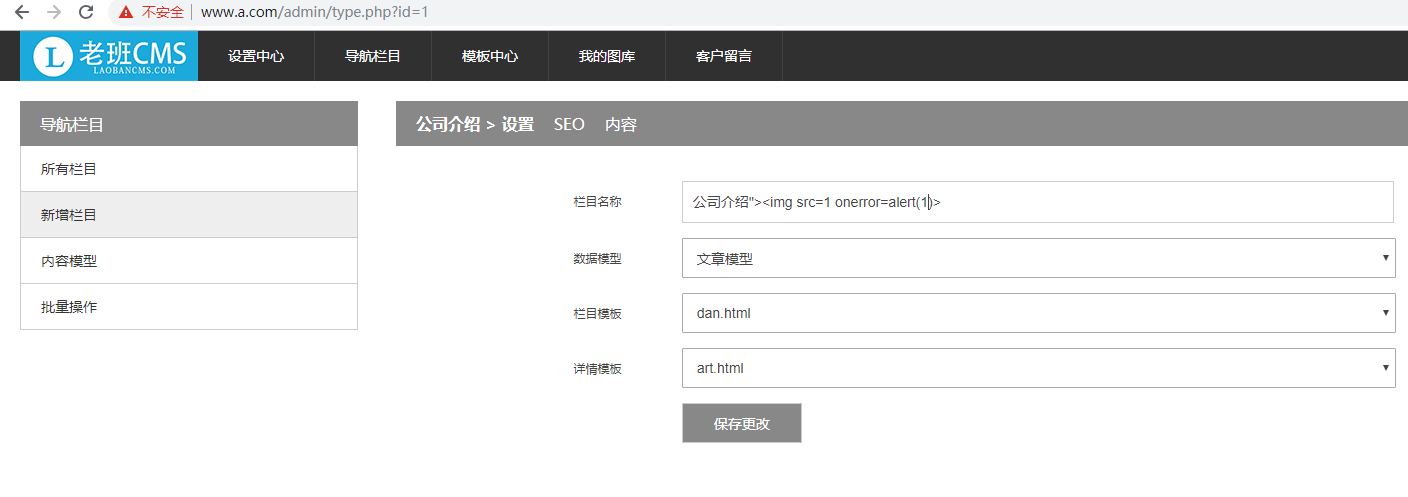 不安全 www.a.com/admin/type.php?id=1
L 老班CMS LAOBANCMS.COM 设置中心 导航栏目 模板中心 我的图库 客户留言
导航栏目
所有栏目
新增栏目
内容模型
批量操作
公司介绍 > 设置 SEO 内容
栏目名称 公司介绍"><img src=1 onerror=alert(1)>
数据模型 文章模型
栏目模板 dan.html
详情模板 art.html
保存更改